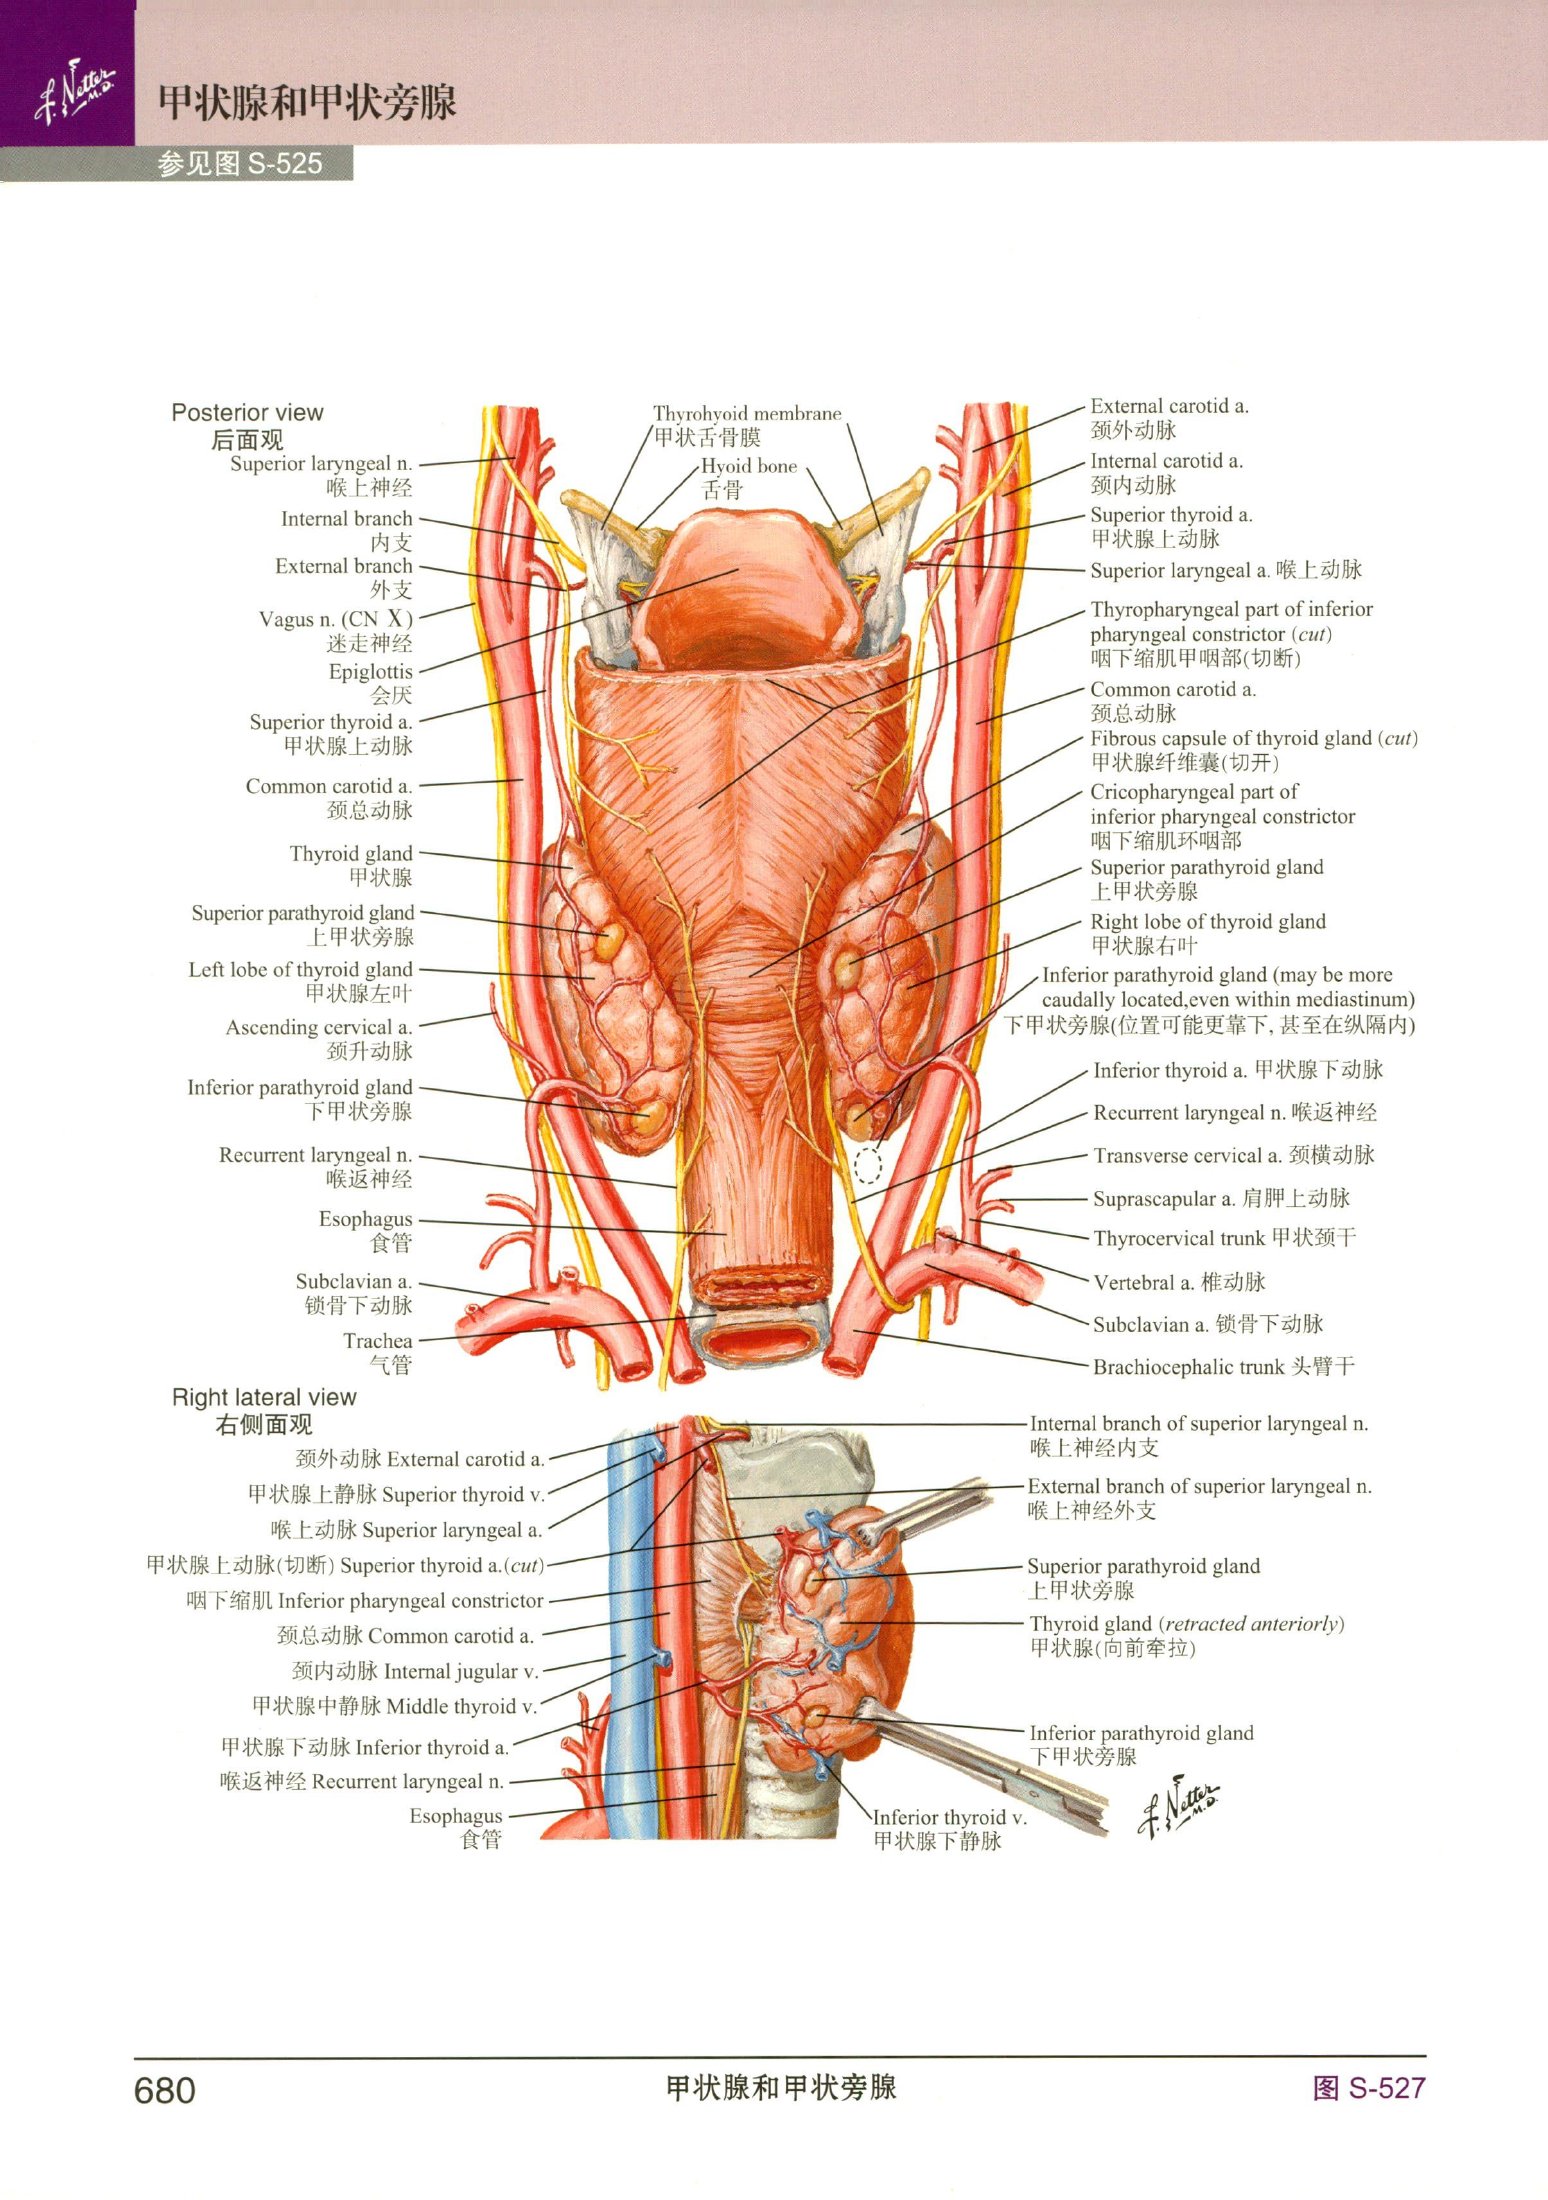 F. Netter M.D.
甲状腺和甲状旁腺
参见图 S-525
Posterior view
后面观
Superior laryngeal n.
喉上神经
Internal branch
内支
External branch
外支
Vagus n. (CN X)
迷走神经
Epiglottis
会厌
Superior thyroid a.
甲状腺上动脉
Common carotid a.
颈总动脉
Thyroid gland
甲状腺
Superior parathyroid gland
上甲状旁腺
Left lobe of thyroid gland
甲状腺左叶
Ascending cervical a.
颈升动脉
Inferior parathyroid gland
下甲状旁腺
Recurrent laryngeal n.
喉返神经
Esophagus
食管
Subclavian a.
锁骨下动脉
Trachea
气管
Thyrohyoid membrane
甲状舌骨膜
Hyoid bone
舌骨
External carotid a.
颈外动脉
Internal carotid a.
颈内动脉
Superior thyroid a.
甲状腺上动脉
Superior laryngeal a. 喉上动脉
Thyropharyngeal part of inferior
pharyngeal constrictor (cut)
咽下缩肌甲咽部(切断)
Common carotid a.
颈总动脉
Fibrous capsule of thyroid gland (cut)
甲状腺纤维囊(切开)
Cricopharyngeal part of
inferior pharyngeal constrictor
咽下缩肌环咽部
Superior parathyroid gland
上甲状旁腺
Right lobe of thyroid gland
甲状腺右叶
Inferior parathyroid gland (may be more
caudally located,even within mediastinum)
下甲状旁腺(位置可能更靠下, 甚至在纵隔内)
Inferior thyroid a. 甲状腺下动脉
Recurrent laryngeal n. 喉返神经
Transverse cervical a. 颈横动脉
Suprascapular a. 肩胛上动脉
Thyrocervical trunk 甲状颈干
Vertebral a. 椎动脉
Subclavian a. 锁骨下动脉
Brachiocephalic trunk 头臂干
Right lateral view
右侧面观
颈外动脉 External carotid a.
甲状腺上静脉 Superior thyroid v.
喉上动脉 Superior laryngeal a.
甲状腺上动脉(切断) Superior thyroid a.(cut)
咽下缩肌 Inferior pharyngeal constrictor
颈总动脉 Common carotid a.
颈内动脉 Internal jugular v.
甲状腺中静脉 Middle thyroid v.
甲状腺下动脉 Inferior thyroid a.
喉返神经 Recurrent laryngeal n.
Esophagus
食管
Internal branch of superior laryngeal n.
喉上神经内支
External branch of superior laryngeal n.
喉上神经外支
Superior parathyroid gland
上甲状旁腺
Thyroid gland (retracted anteriorly)
甲状腺(向前牵拉)
Inferior parathyroid gland
下甲状旁腺
Inferior thyroid v.
甲状腺下静脉
F. Netter M.D.
680
甲状腺和甲状旁腺
图 S-527